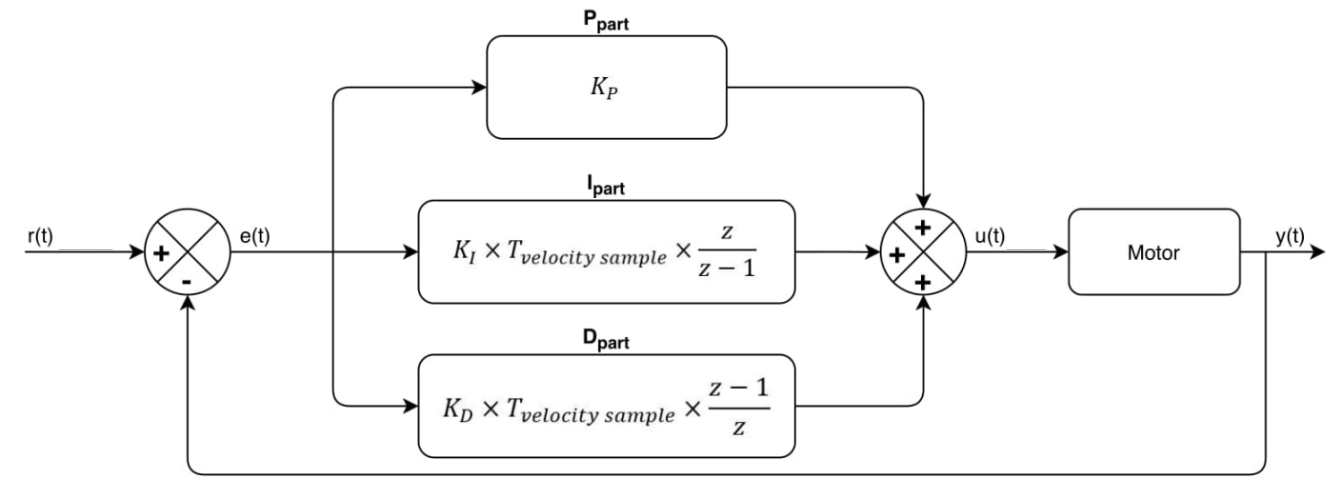 P_part
K_P
I_part
r(t)
+
-
e(t)
K_I × T_velocity sample × z / (z − 1)
+
+
+
u(t)
Motor
y(t)
D_part
K_D × T_velocity sample × (z − 1) / z